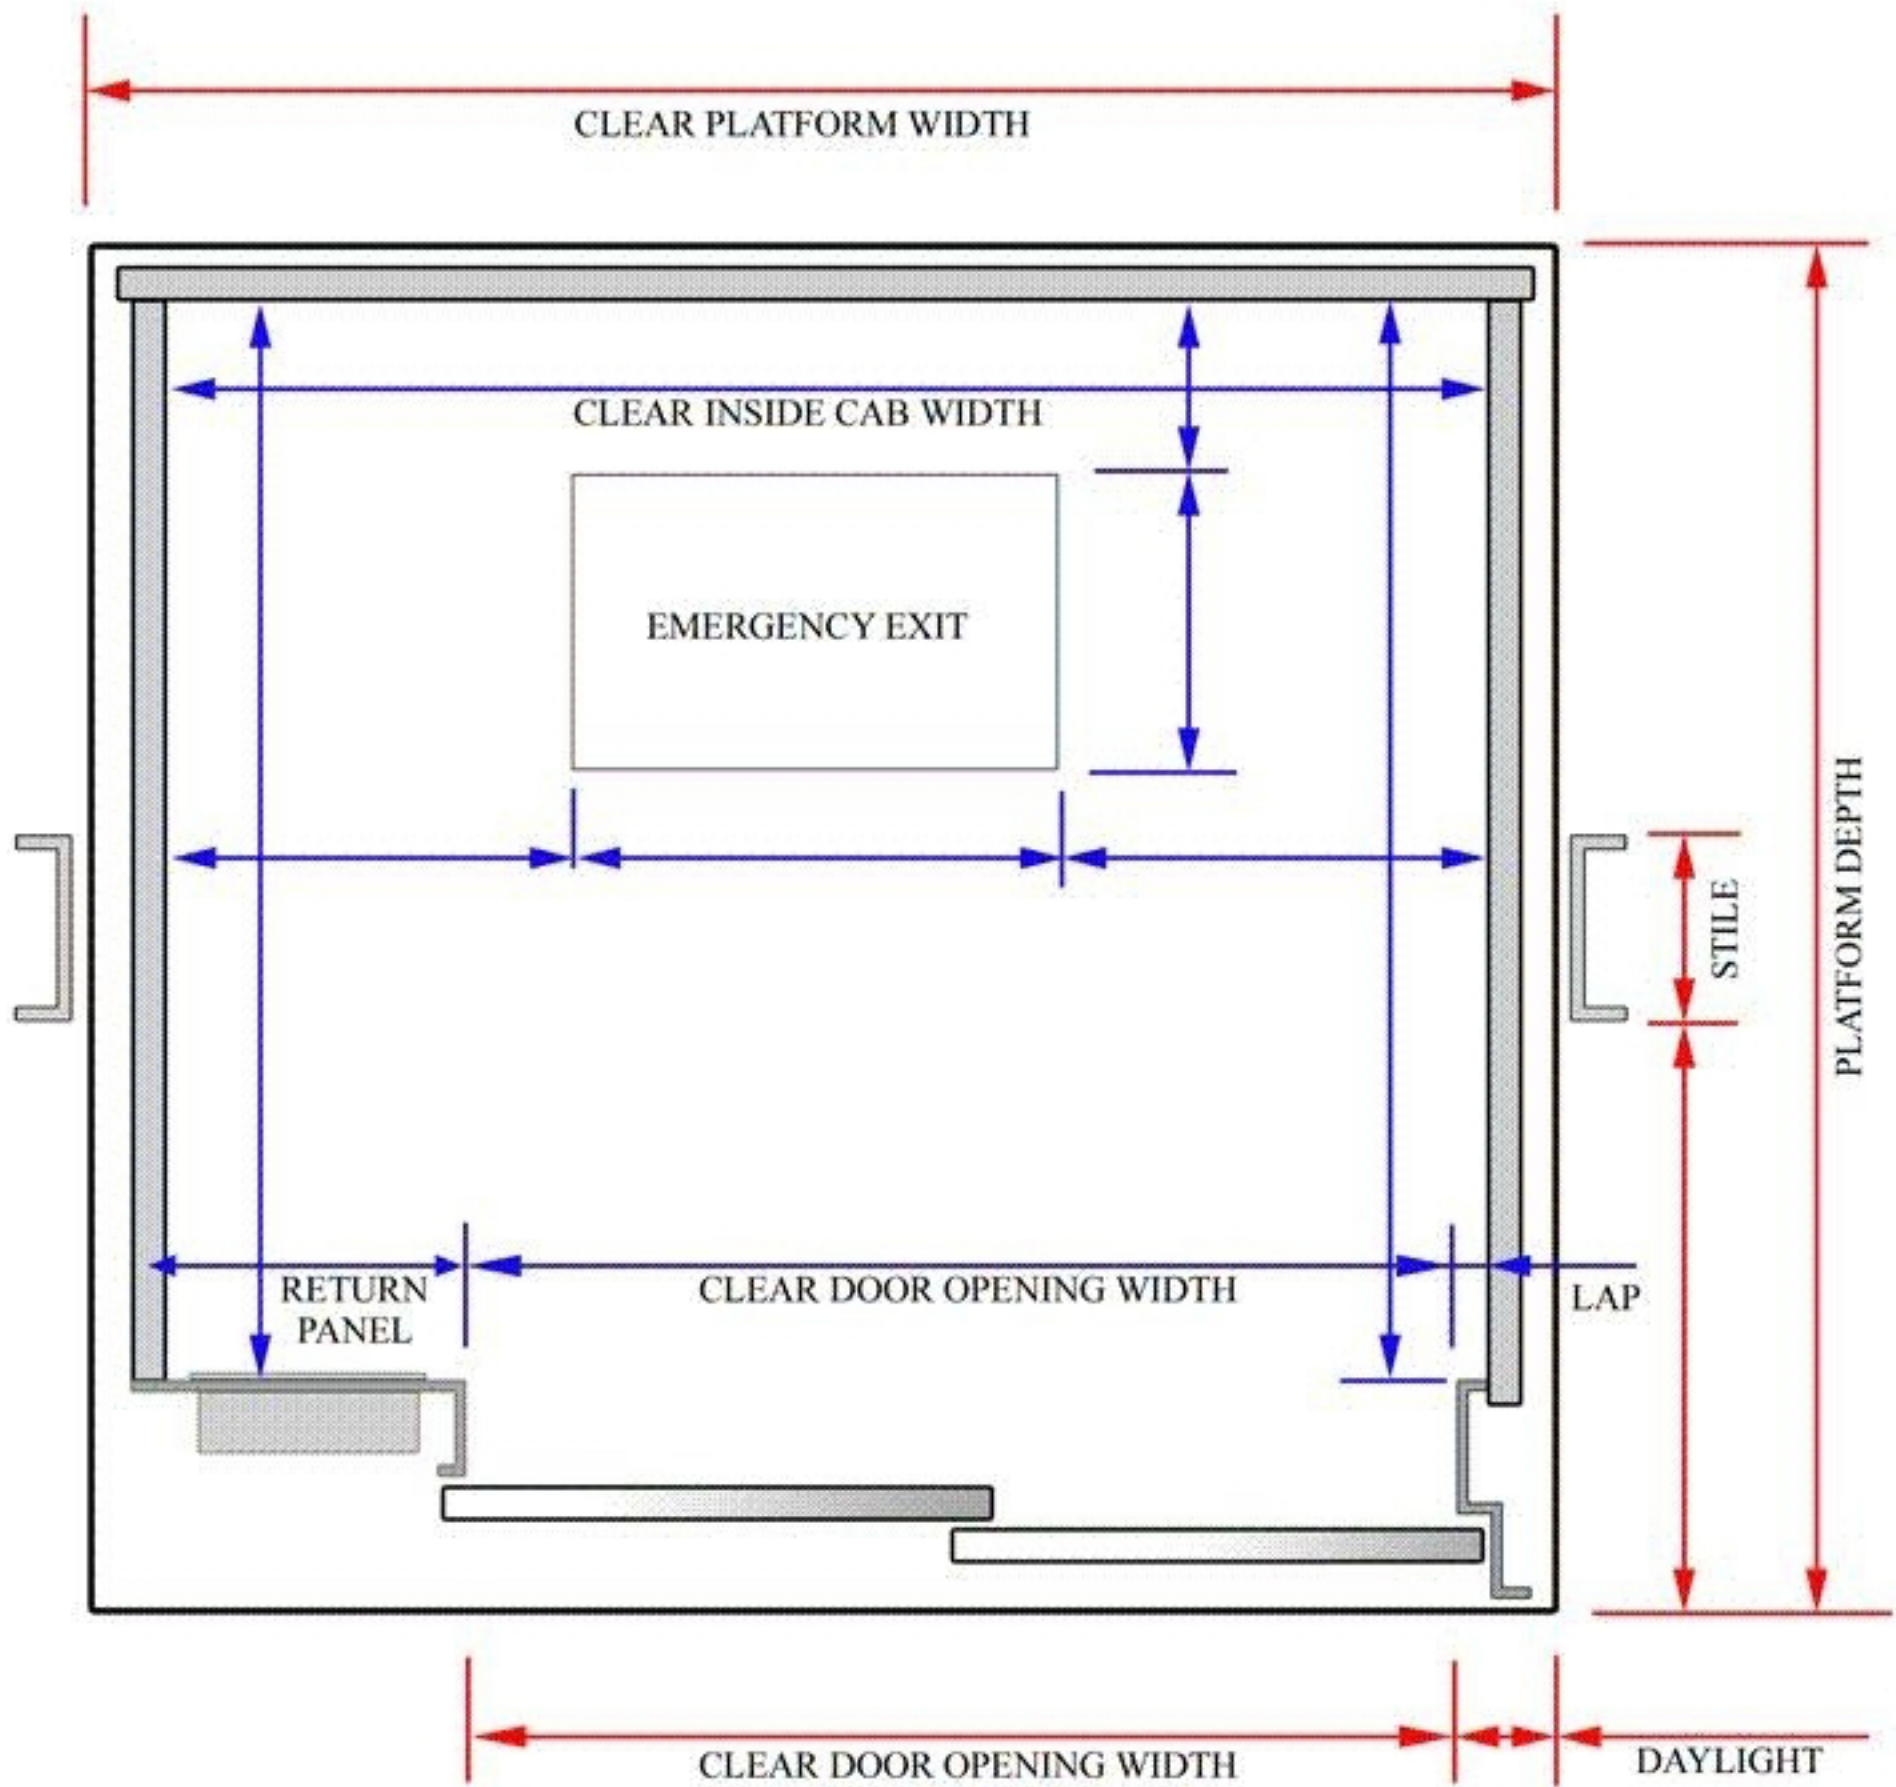 CLEAR PLATFORM WIDTH
CLEAR INSIDE CAB WIDTH
EMERGENCY EXIT
STILE
PLATFORM DEPTH
RETURN
PANEL
CLEAR DOOR OPENING WIDTH
LAP
CLEAR DOOR OPENING WIDTH
DAYLIGHT